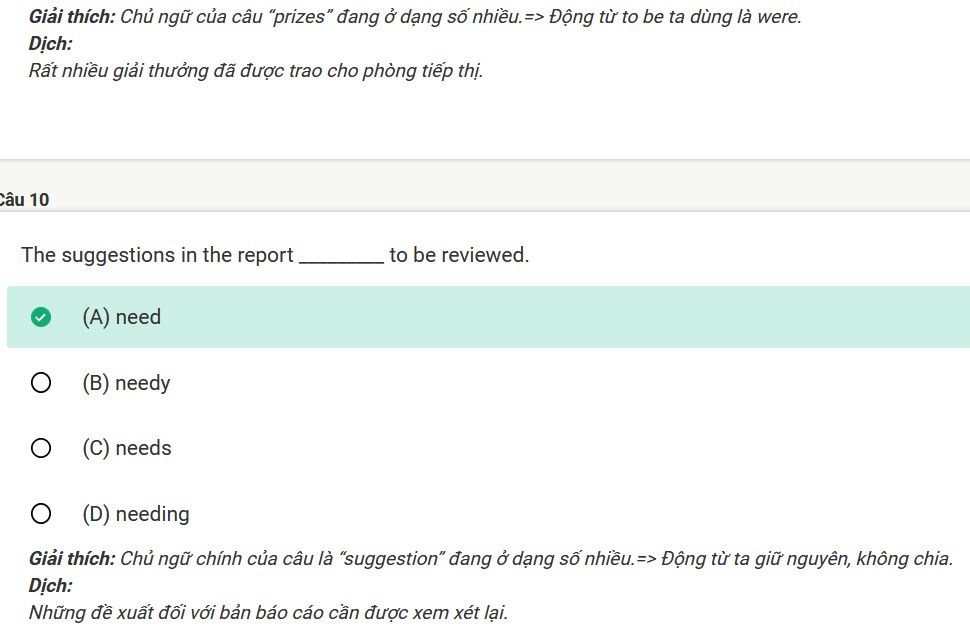 Giải thích: Chủ ngữ của câu “prizes” đang ở dạng số nhiều.=> Động từ to be ta dùng là were.
Dịch:
Rất nhiều giải thưởng đã được trao cho phòng tiếp thị.
Câu 10
The suggestions in the report ________ to be reviewed.
(A) need
(B) needy
(C) needs
(D) needing
Giải thích: Chủ ngữ chính của câu là “suggestion” đang ở dạng số nhiều.=> Động từ ta giữ nguyên, không chia.
Dịch:
Những đề xuất đối với bản báo cáo cần được xem xét lại.